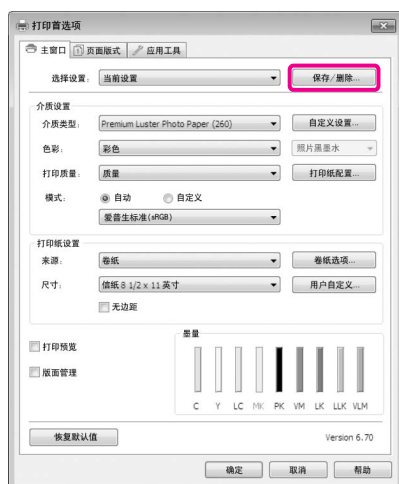 打印首选项
主窗口 页面版式 应用工具
选择设置: 当前设置 保存/删除...
介质设置
介质类型: Premium Luster Photo Paper (260) 自定义设置...
色彩: 彩色 照片黑墨水
打印质量: 质量 打印纸配置...
模式: 自动 自定义
爱普生标准(sRGB)
打印纸设置
来源: 卷纸 卷纸选项...
尺寸: 信纸 8 1/2 x 11 英寸 用户自定义...
无边距
打印预览
版面管理
墨量
C Y LC MK PK VM LK LLK VLM
恢复默认值 Version 6.70
确定 取消 帮助